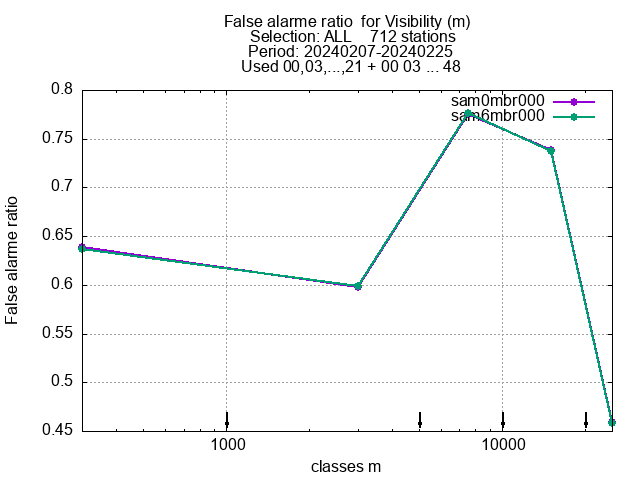 False alarme ratio  for Visibility (m)
Selection: ALL    712 stations
Period: 20240207-20240225
Used 00,03,...,21 + 00 03 ... 48
sam0mbr000
sam6mbr000
0.8
0.75
0.7
0.65
0.6
0.55
0.5
0.45
False alarme ratio
1000
10000
classes m